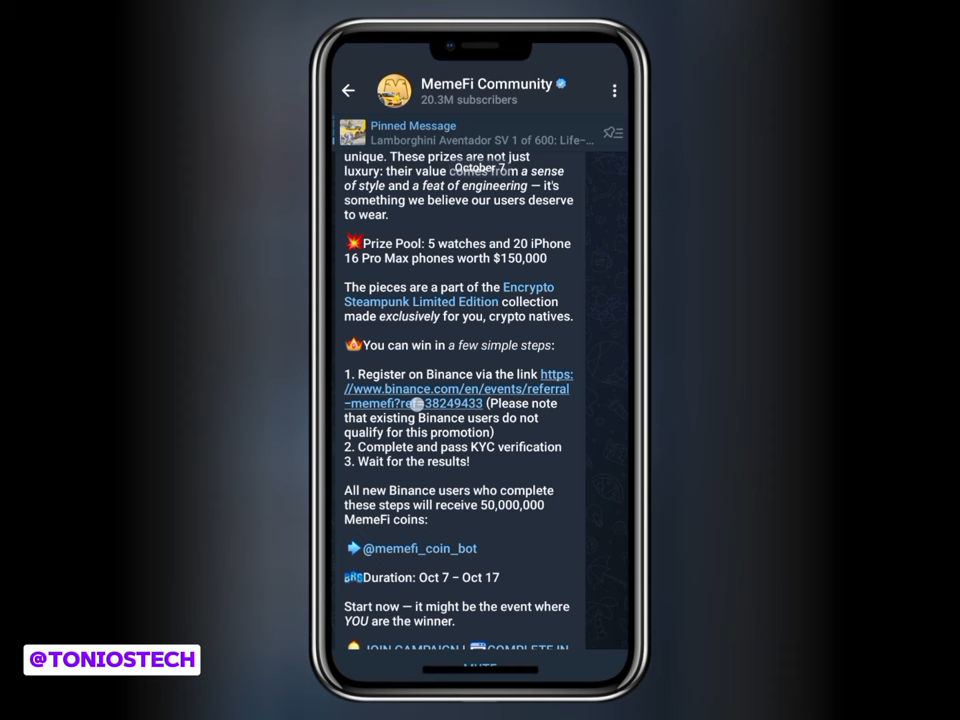 MemeFi Community
20.3M subscribers
Pinned Message
Lamborghini Aventador SV 1 of 600: Life–...
unique. These prizes are not just
October 7
luxury: their value comes from a sense
of style and a feat of engineering — it's
something we believe our users deserve
to wear.
Prize Pool: 5 watches and 20 iPhone
16 Pro Max phones worth $150,000
The pieces are a part of the Encrypto
Steampunk Limited Edition collection
made exclusively for you, crypto natives.
You can win in a few simple steps:
1. Register on Binance via the link https:
//www.binance.com/en/events/referral
-memefi?ref=38249433 (Please note
that existing Binance users do not
qualify for this promotion)
2. Complete and pass KYC verification
3. Wait for the results!
All new Binance users who complete
these steps will receive 50,000,000
MemeFi coins:
@memefi_coin_bot
Duration: Oct 7 – Oct 17
Start now — it might be the event where
YOU are the winner.
JOIN CAMPAIGN | COMPLETE IN
MUTE
@TONIOSTECH